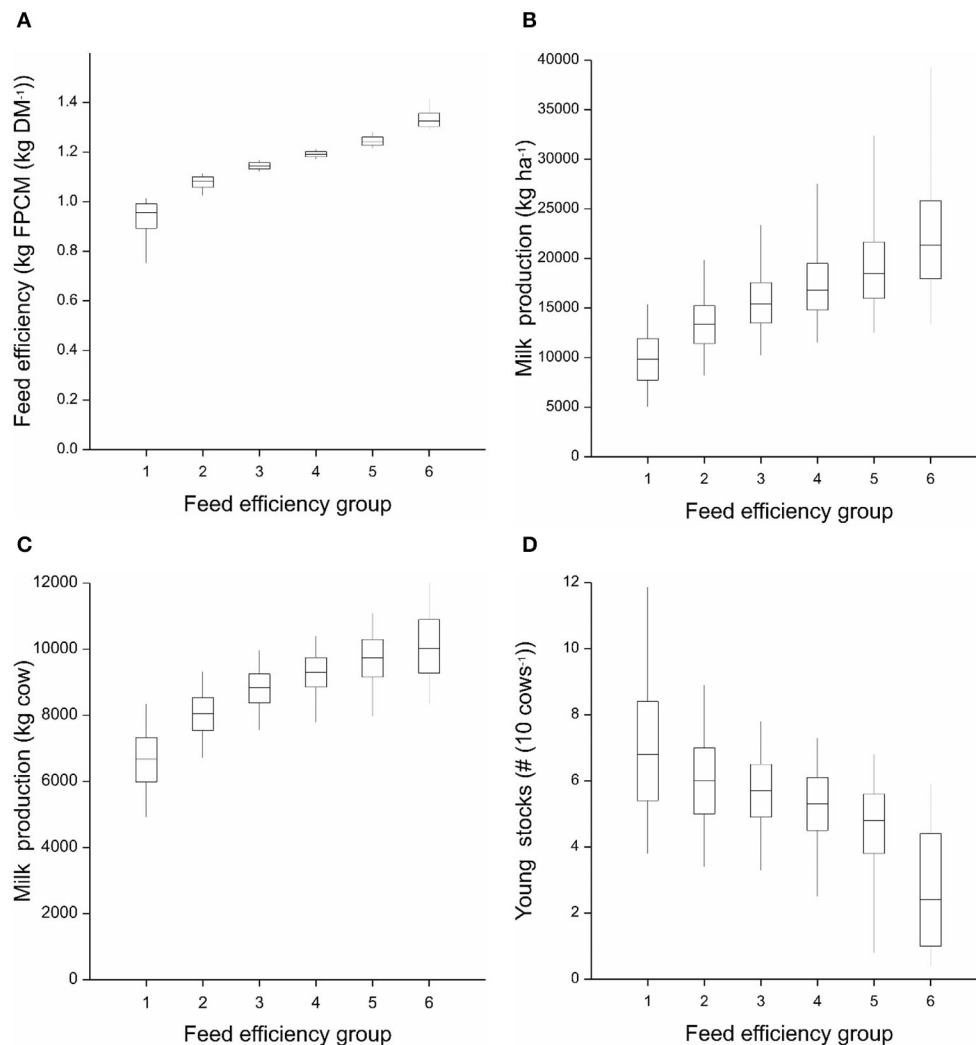 A
Feed efficiency (kg FPCM (kg DM⁻¹))
1.4
1.2
1.0
0.8
0.6
0.4
0.2
0.0
1 2 3 4 5 6
Feed efficiency group
B
Milk production (kg ha⁻¹)
40000
35000
30000
25000
20000
15000
10000
5000
0
1 2 3 4 5 6
Feed efficiency group
C
Milk production (kg cow)
12000
10000
8000
6000
4000
2000
0
1 2 3 4 5 6
Feed efficiency group
D
Young stocks (# (10 cows⁻¹))
12
10
8
6
4
2
0
1 2 3 4 5 6
Feed efficiency group